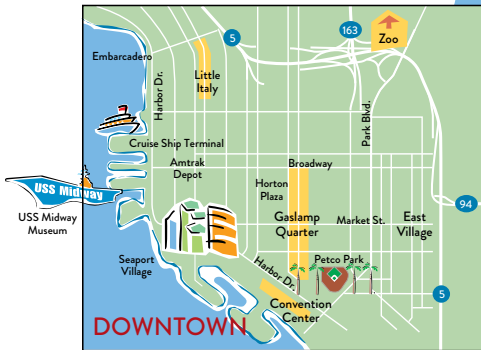 163
5
Zoo
Embarcadero
Harbor Dr.
Little
Italy
Park Blvd.
Cruise Ship Terminal
Amtrak
Depot
Broadway
USS Midway
Horton
Plaza
USS Midway
Museum
Gaslamp
Quarter
Market St.
East
Village
94
Seaport
Village
Harbor Dr.
Petco Park
5
Convention
Center
DOWNTOWN